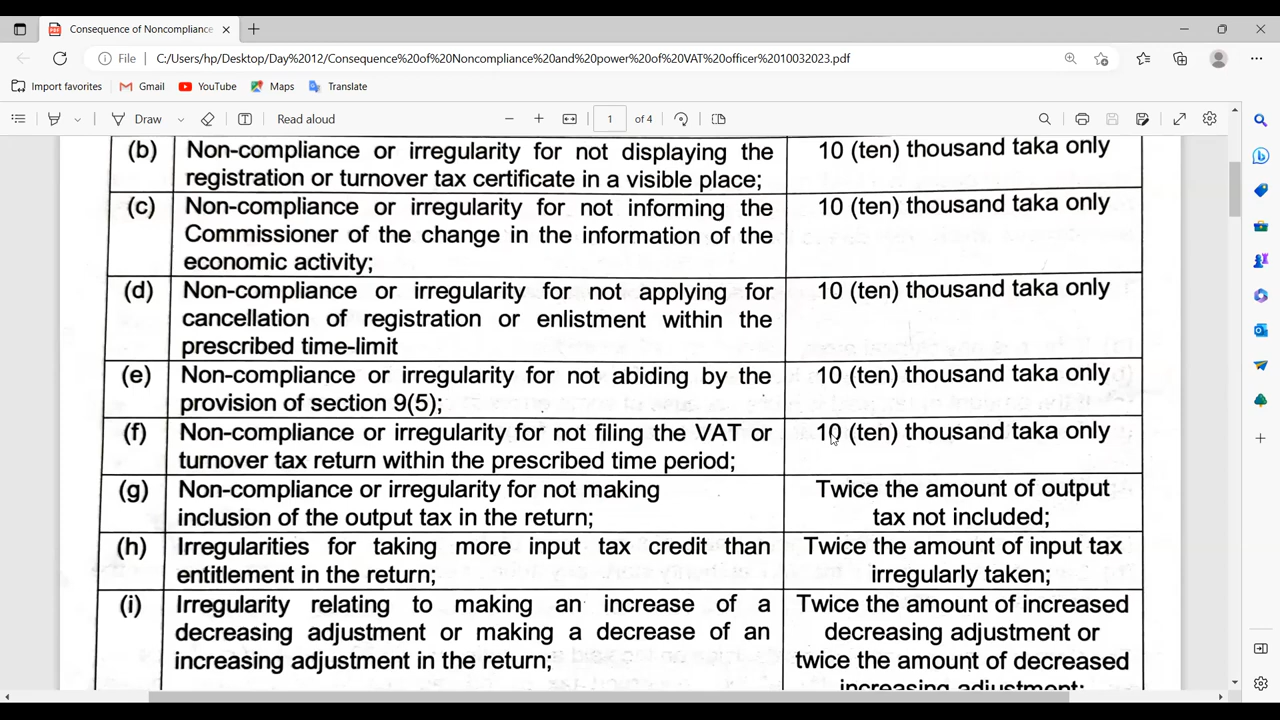 Consequence of Noncompliance
File
C:/Users/hp/Desktop/Day%2012/Consequence%20of%20Noncompliance%20and%20power%20of%20VAT%20officer%2010032023.pdf
Import favorites
Gmail
YouTube
Maps
Translate
Draw
Read aloud
1
of 4
(b)
Non-compliance or irregularity for not displaying the
registration or turnover tax certificate in a visible place;
10 (ten) thousand taka only
(c)
Non-compliance or irregularity for not informing the
Commissioner of the change in the information of the
economic activity;
10 (ten) thousand taka only
(d)
Non-compliance or irregularity for not applying for
cancellation of registration or enlistment within the
prescribed time-limit
10 (ten) thousand taka only
(e)
Non-compliance or irregularity for not abiding by the
provision of section 9(5);
10 (ten) thousand taka only
(f)
Non-compliance or irregularity for not filing the VAT or
turnover tax return within the prescribed time period;
10 (ten) thousand taka only
(g)
Non-compliance or irregularity for not making
inclusion of the output tax in the return;
Twice the amount of output
tax not included;
(h)
Irregularities for taking more input tax credit than
entitlement in the return;
Twice the amount of input tax
irregularly taken;
(i)
Irregularity relating to making an increase of a
decreasing adjustment or making a decrease of an
increasing adjustment in the return;
Twice the amount of increased
decreasing adjustment or
twice the amount of decreased
increasing adjustment;